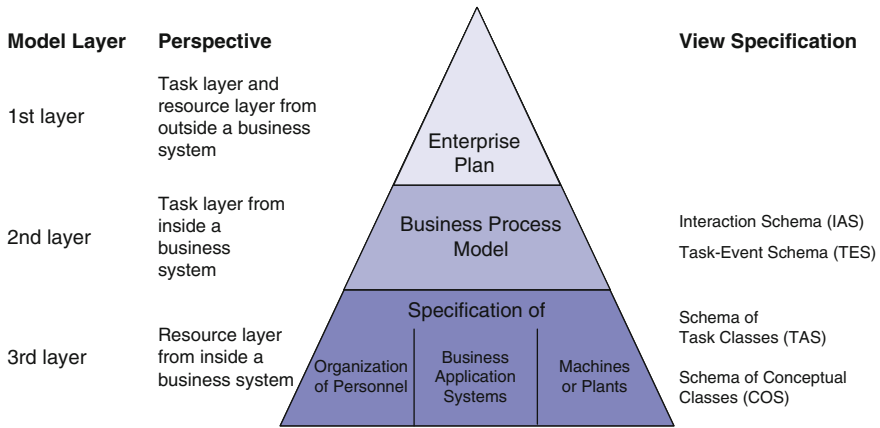 Model Layer
Perspective
View Specification
1st layer
Task layer and
resource layer from
outside a business
system
Enterprise
Plan
2nd layer
Task layer from
inside a
business
system
Business Process
Model
Interaction Schema (IAS)
Task-Event Schema (TES)
3rd layer
Resource layer
from inside a
business system
Specification of
Organization
of Personnel
Business
Application
Systems
Machines
or Plants
Schema of
Task Classes (TAS)
Schema of Conceptual
Classes (COS)